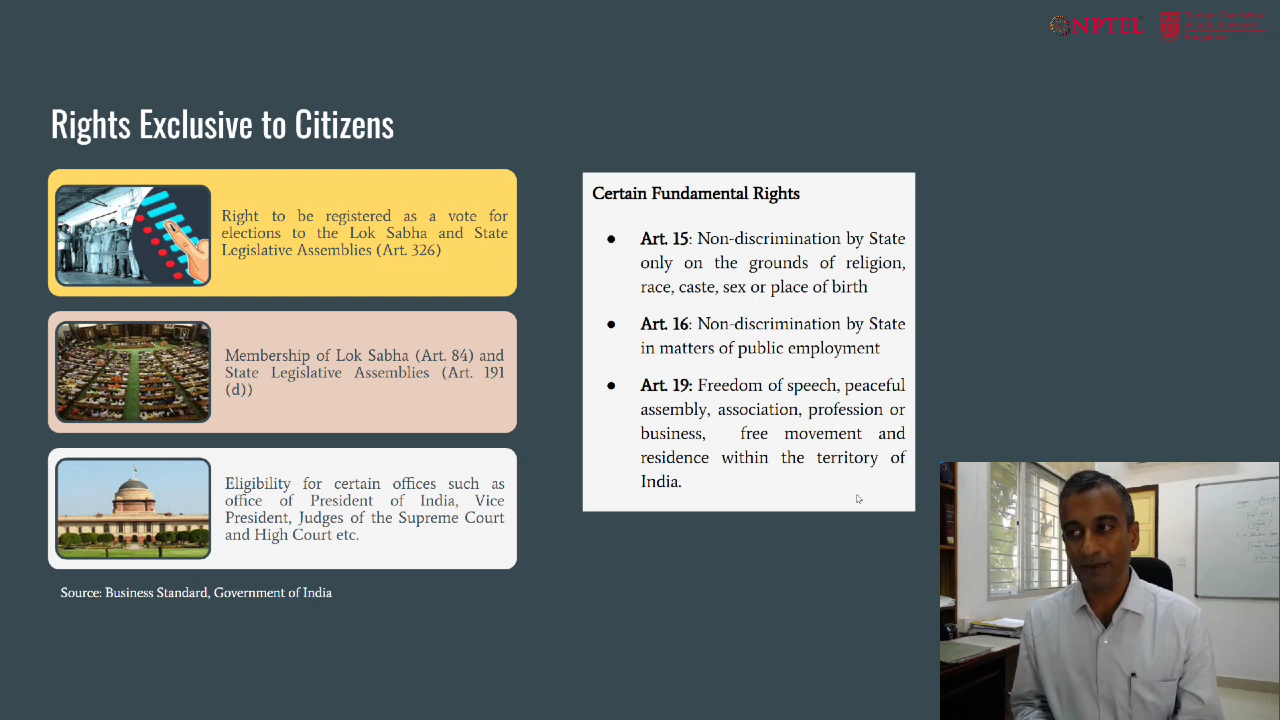 NPTEL
Rights Exclusive to Citizens
Right to be registered as a vote for
elections to the Lok Sabha and State
Legislative Assemblies (Art. 326)
Membership of Lok Sabha (Art. 84) and
State Legislative Assemblies (Art. 191
(d))
Eligibility for certain offices such as
office of President of India, Vice
President, Judges of the Supreme Court
and High Court etc.
Source: Business Standard, Government of India
Certain Fundamental Rights
● Art. 15: Non-discrimination by State
only on the grounds of religion,
race, caste, sex or place of birth
● Art. 16: Non-discrimination by State
in matters of public employment
● Art. 19: Freedom of speech, peaceful
assembly, association, profession or
business, free movement and
residence within the territory of
India.